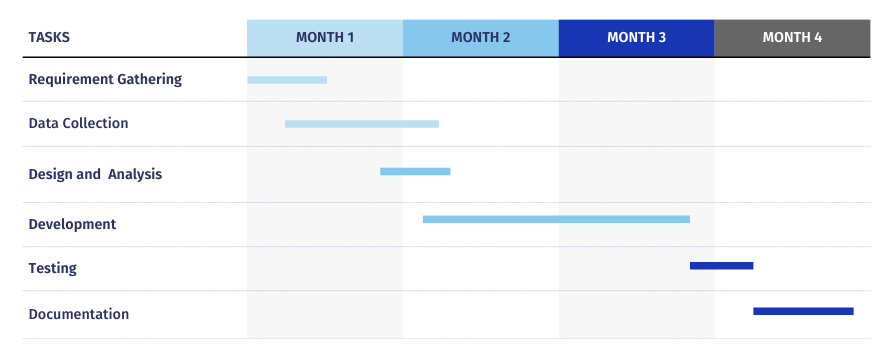 TASKS MONTH 1 MONTH 2 MONTH 3 MONTH 4
Requirement Gathering
Data Collection
Design and  Analysis
Development
Testing
Documentation